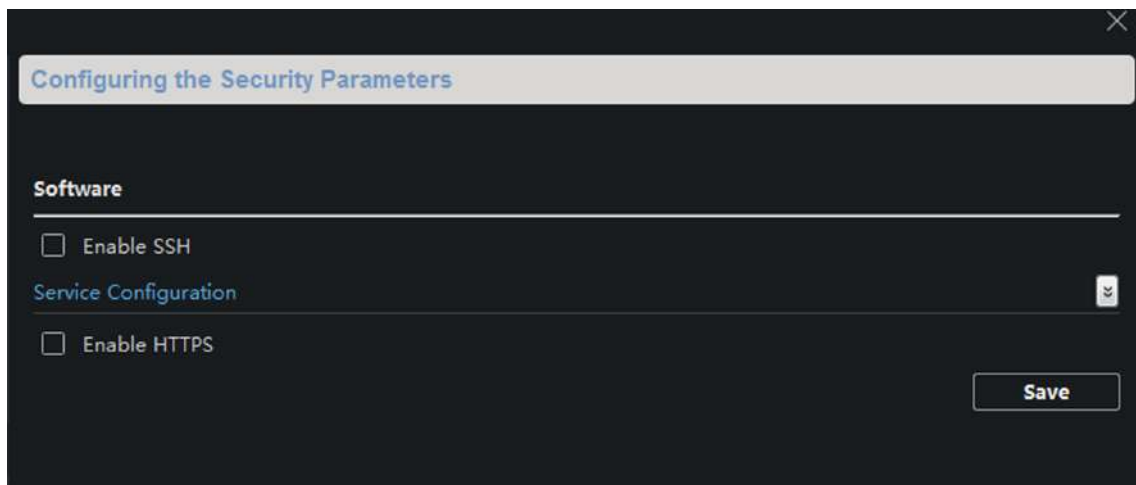 Configuring the Security Parameters
Software
Enable SSH
Service Configuration
Enable HTTPS
Save